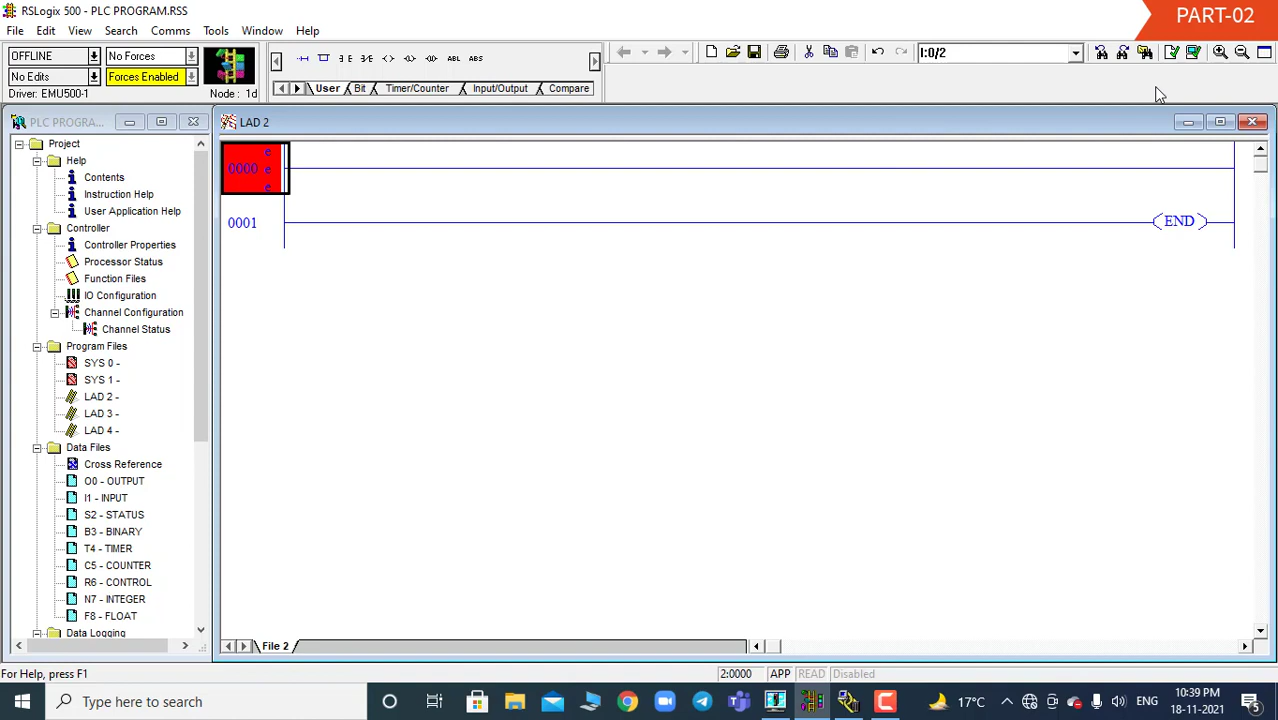 RSLogix 500 - PLC PROGRAM.RSS
PART-02
File Edit View Search Comms Tools Window Help
OFFLINE
No Forces
No Edits
Forces Enabled
Driver: EMU500-1
Node : 1d
ABL ABS
User Bit Timer/Counter Input/Output Compare
I:0/2
PLC PROGRA...
Project
Help
Contents
Instruction Help
User Application Help
Controller
Controller Properties
Processor Status
Function Files
IO Configuration
Channel Configuration
Channel Status
Program Files
SYS 0 -
SYS 1 -
LAD 2 -
LAD 3 -
LAD 4 -
Data Files
Cross Reference
O0 - OUTPUT
I1 - INPUT
S2 - STATUS
B3 - BINARY
T4 - TIMER
C5 - COUNTER
R6 - CONTROL
N7 - INTEGER
F8 - FLOAT
Data Logging
LAD 2
e
0000 e
e
0001
END
File 2
For Help, press F1
2:0000 APP READ Disabled
Type here to search
17°C
ENG
10:39 PM
18-11-2021
5